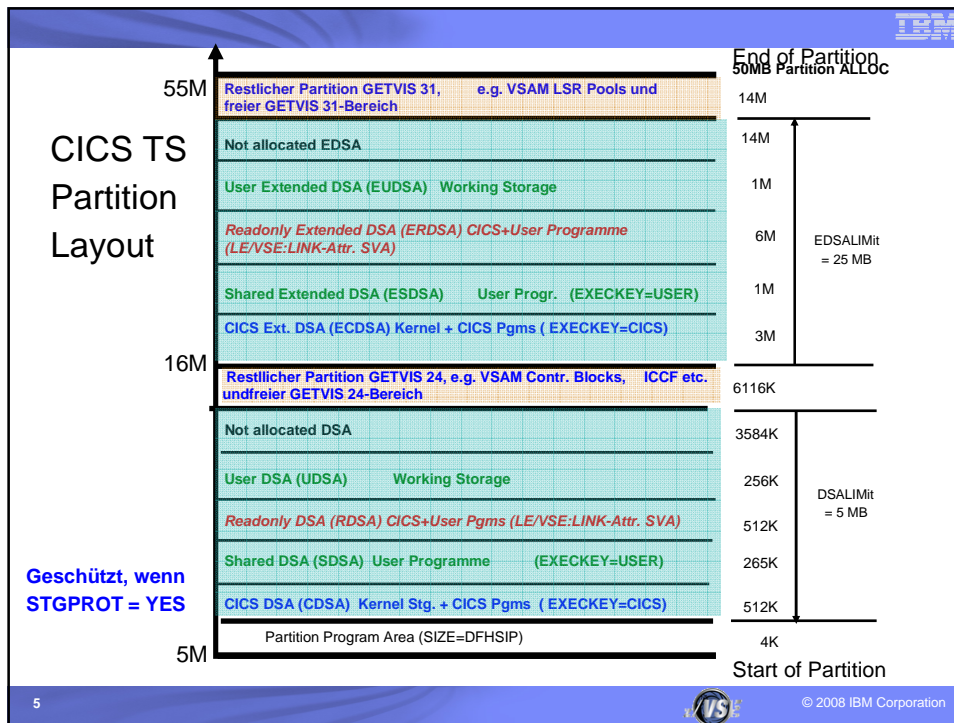 IBM
End of Partition
50MB Partition ALLOC
55M
Restlicher Partition GETVIS 31, e.g. VSAM LSR Pools und
freier GETVIS 31-Bereich
14M
CICS TS
Partition
Layout
Not allocated EDSA
14M
User Extended DSA (EUDSA) Working Storage
1M
Readonly Extended DSA (ERDSA) CICS+User Programme
(LE/VSE:LINK-Attr. SVA)
6M
EDSALIMit
= 25 MB
Shared Extended DSA (ESDSA) User Progr. (EXECKEY=USER)
1M
CICS Ext. DSA (ECDSA) Kernel + CICS Pgms ( EXECKEY=CICS)
3M
16M
Restllicher Partition GETVIS 24, e.g. VSAM Contr. Blocks, ICCF etc.
undfreier GETVIS 24-Bereich
6116K
Not allocated DSA
3584K
User DSA (UDSA) Working Storage
256K
DSALIMit
= 5 MB
Readonly DSA (RDSA) CICS+User Pgms (LE/VSE:LINK-Attr. SVA)
512K
Shared DSA (SDSA) User Programme (EXECKEY=USER)
265K
Geschützt, wenn
STGPROT = YES
CICS DSA (CDSA) Kernel Stg. + CICS Pgms ( EXECKEY=CICS)
512K
Partition Program Area (SIZE=DFHSIP)
4K
5M
Start of Partition
5
VS
© 2008 IBM Corporation